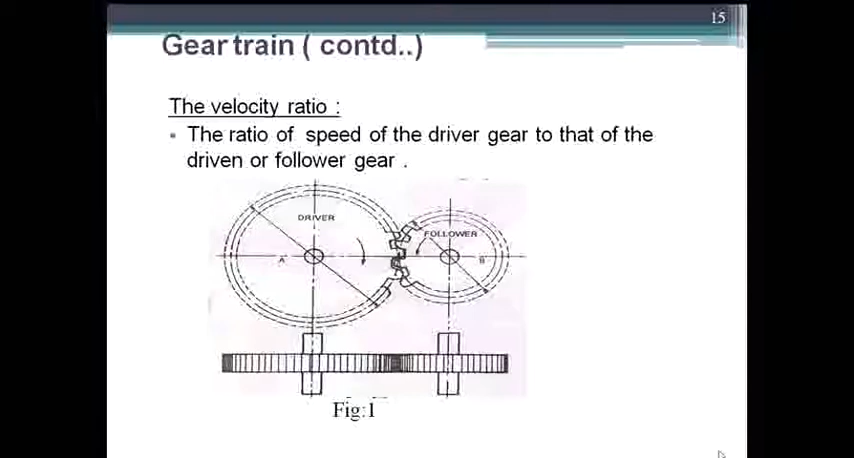 15
Gear train ( contd..)
The velocity ratio :
▪ The ratio of speed of the driver gear to that of the
driven or follower gear .
DRIVER
FOLLOWER
A
B
Fig:1